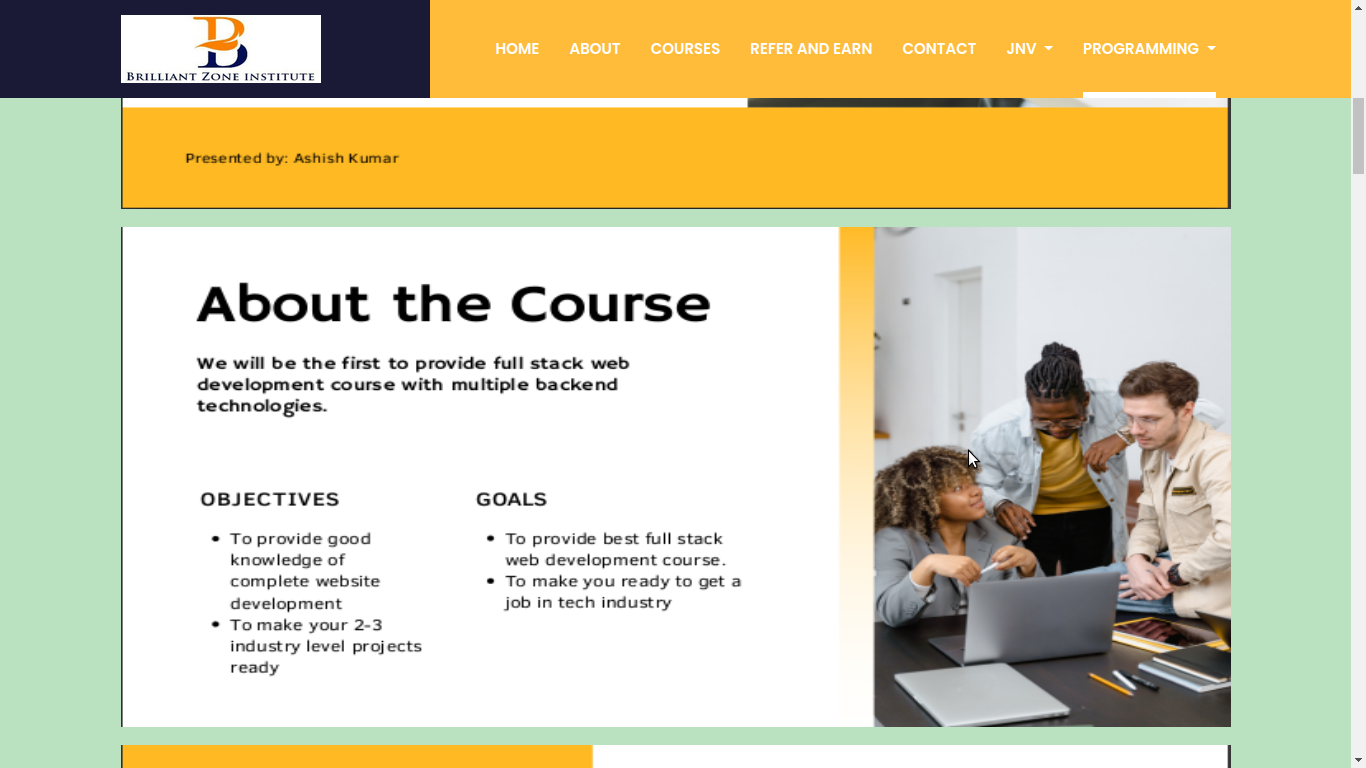 BRILLIANT ZONE INSTITUTE
HOME ABOUT COURSES REFER AND EARN CONTACT JNV PROGRAMMING
Presented by: Ashish Kumar
About the Course
We will be the first to provide full stack web
development course with multiple backend
technologies.
OBJECTIVES
• To provide good
knowledge of
complete website
development
• To make your 2-3
industry level projects
ready
GOALS
• To provide best full stack
web development course.
• To make you ready to get a
job in tech industry